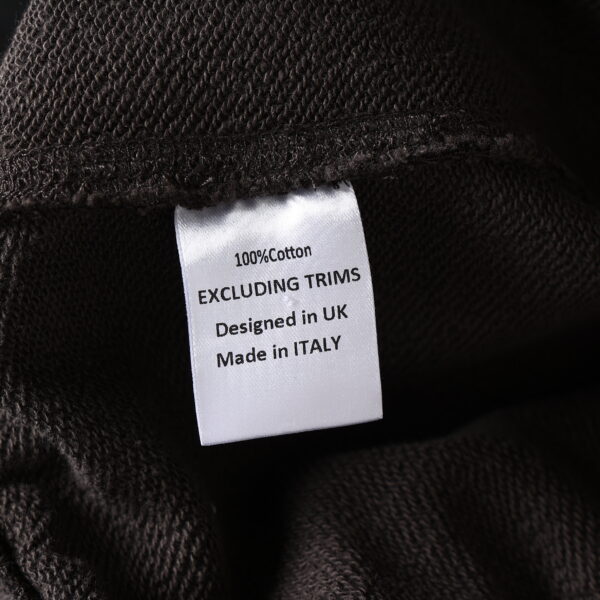 100%Cotton
EXCLUDING TRIMS
Designed in UK
Made in ITALY